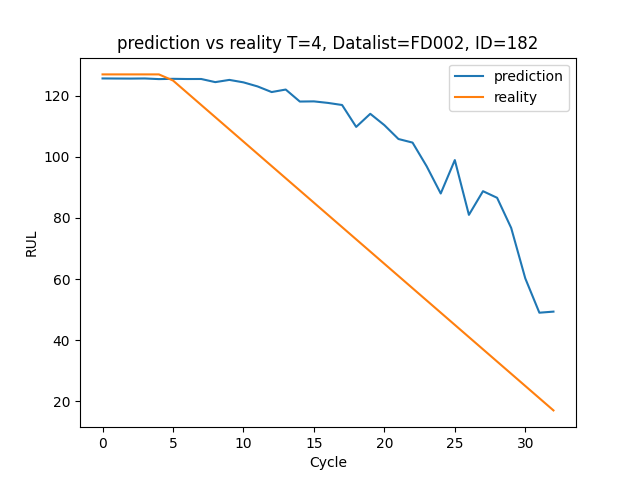 prediction vs reality T=4, Datalist=FD002, ID=182
prediction
reality
RUL
120
100
80
60
40
20
0 5 10 15 20 25 30
Cycle